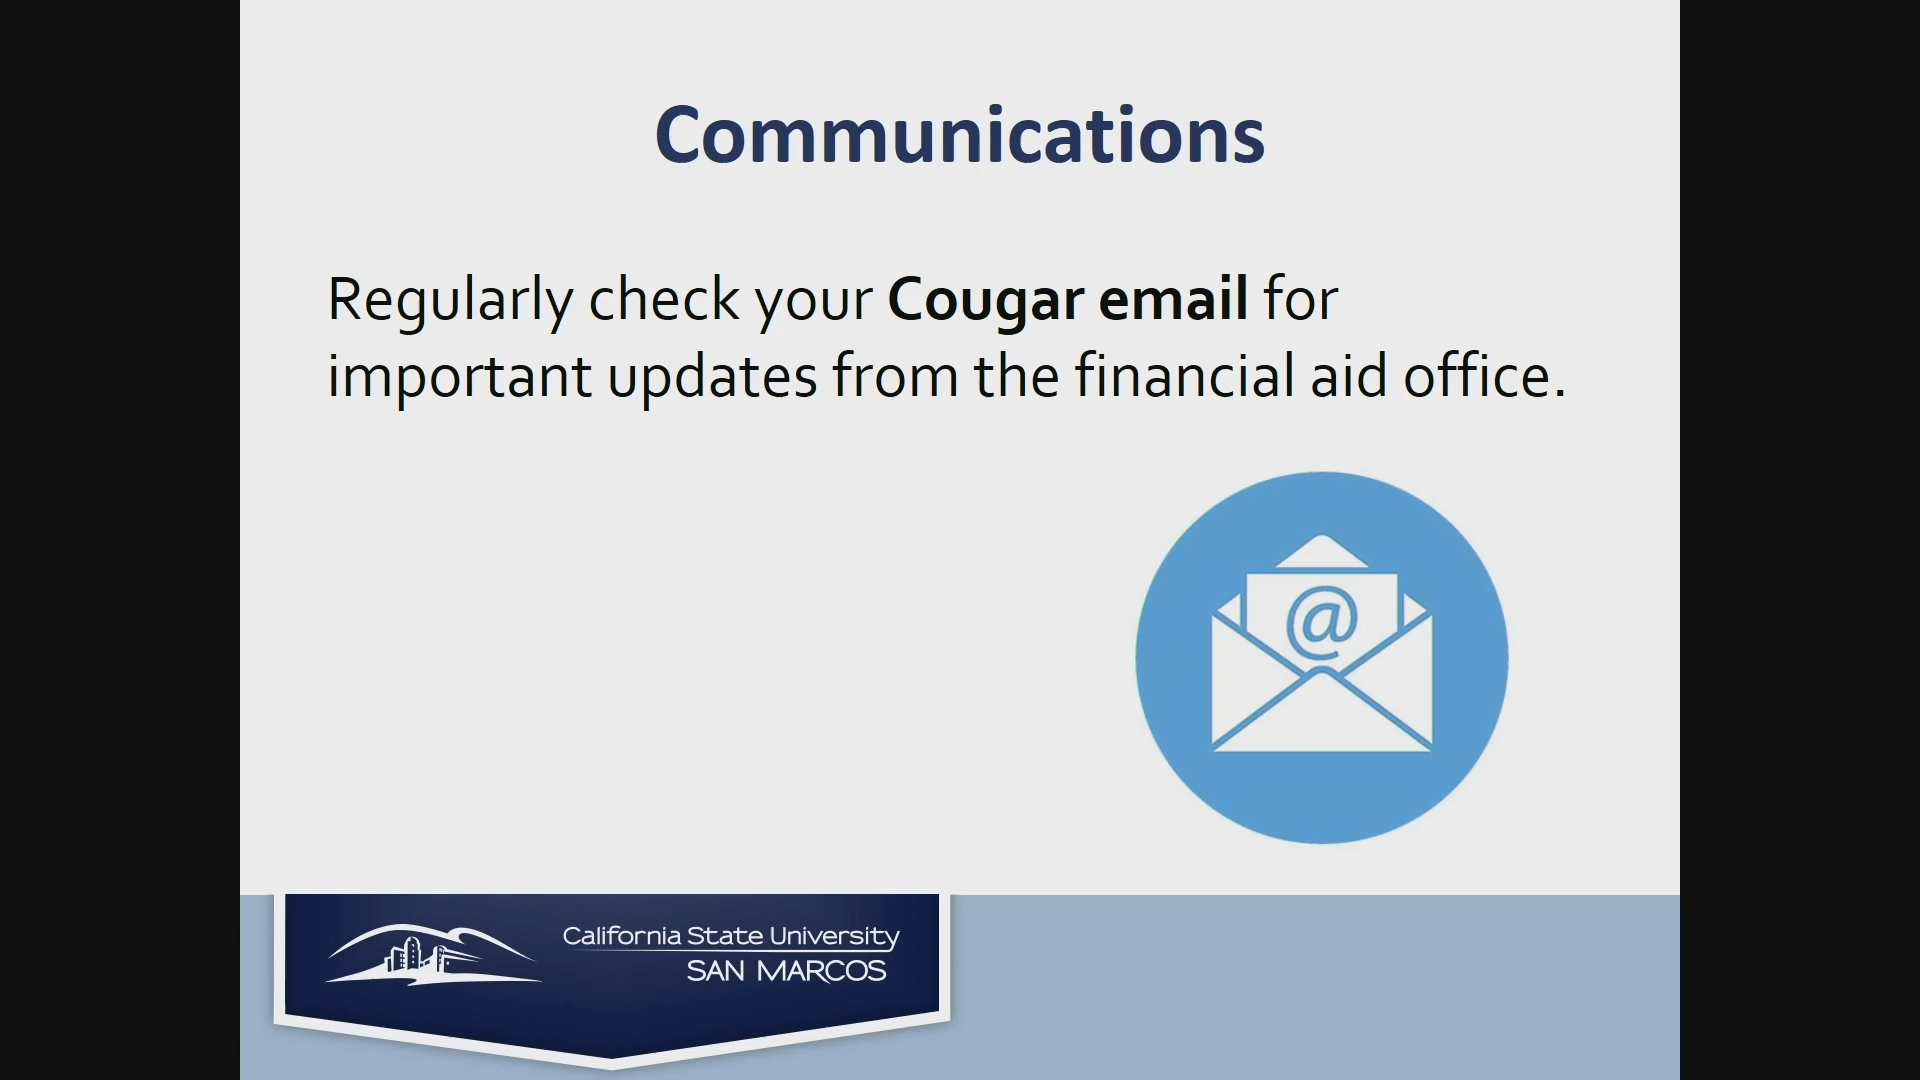 Communications
Regularly check your Cougar email for
important updates from the financial aid office.
@
California State University
SAN MARCOS